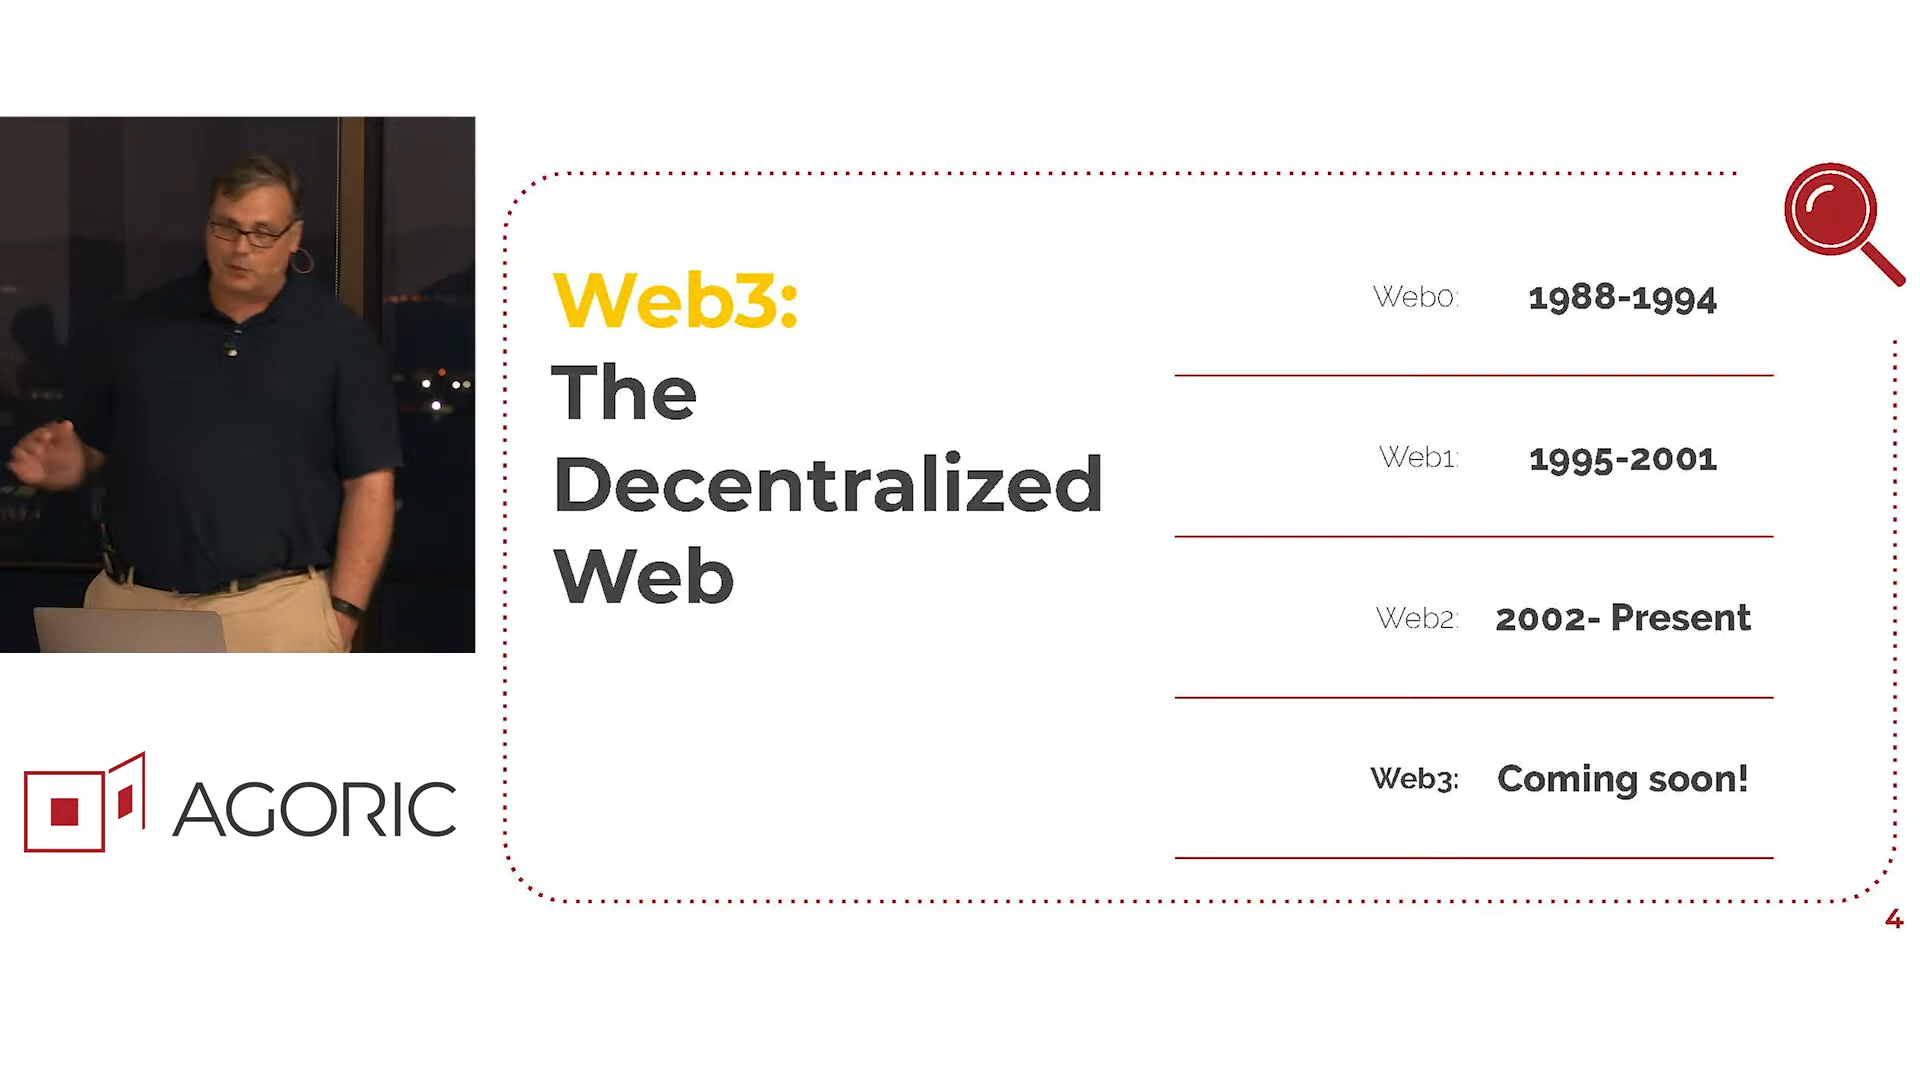 Web3:
The
Decentralized
Web
Web0: 1988-1994
Web1: 1995-2001
Web2: 2002- Present
Web3: Coming soon!
AGORIC
4